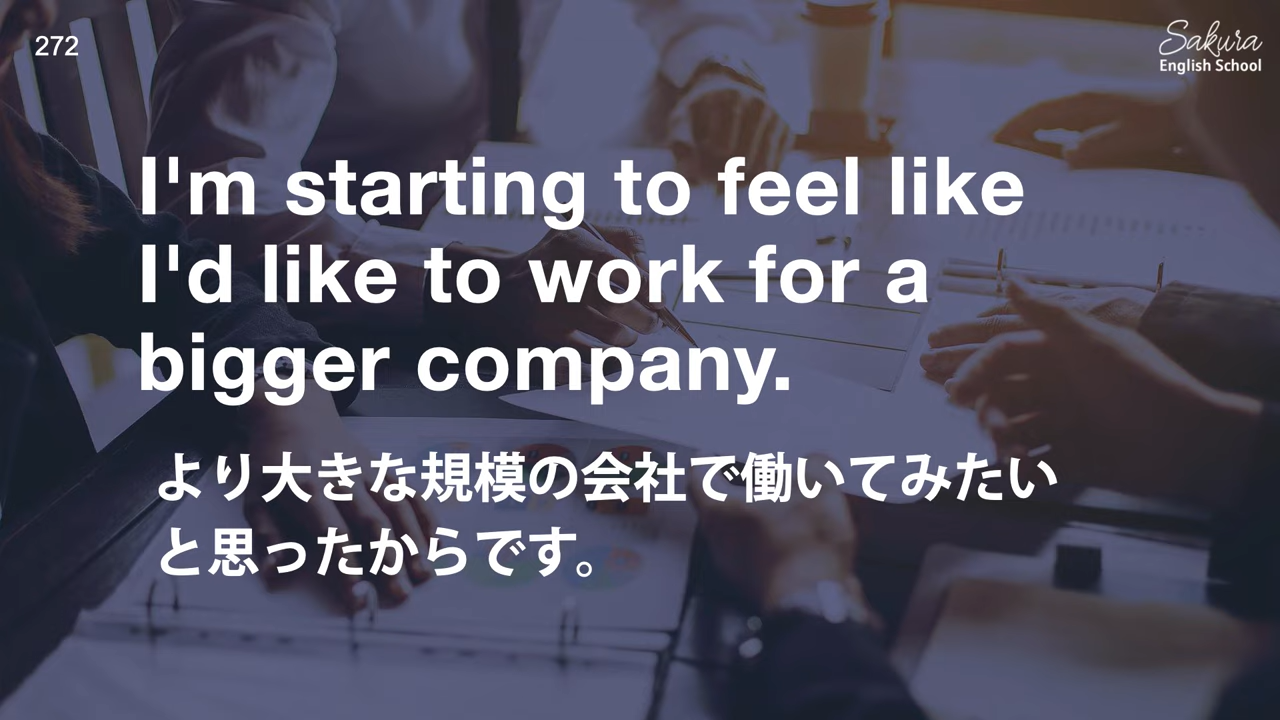 272
Sakura
English School
I'm starting to feel like
I'd like to work for a
bigger company.
より大きな規模の会社で働いてみたい
と思ったからです。